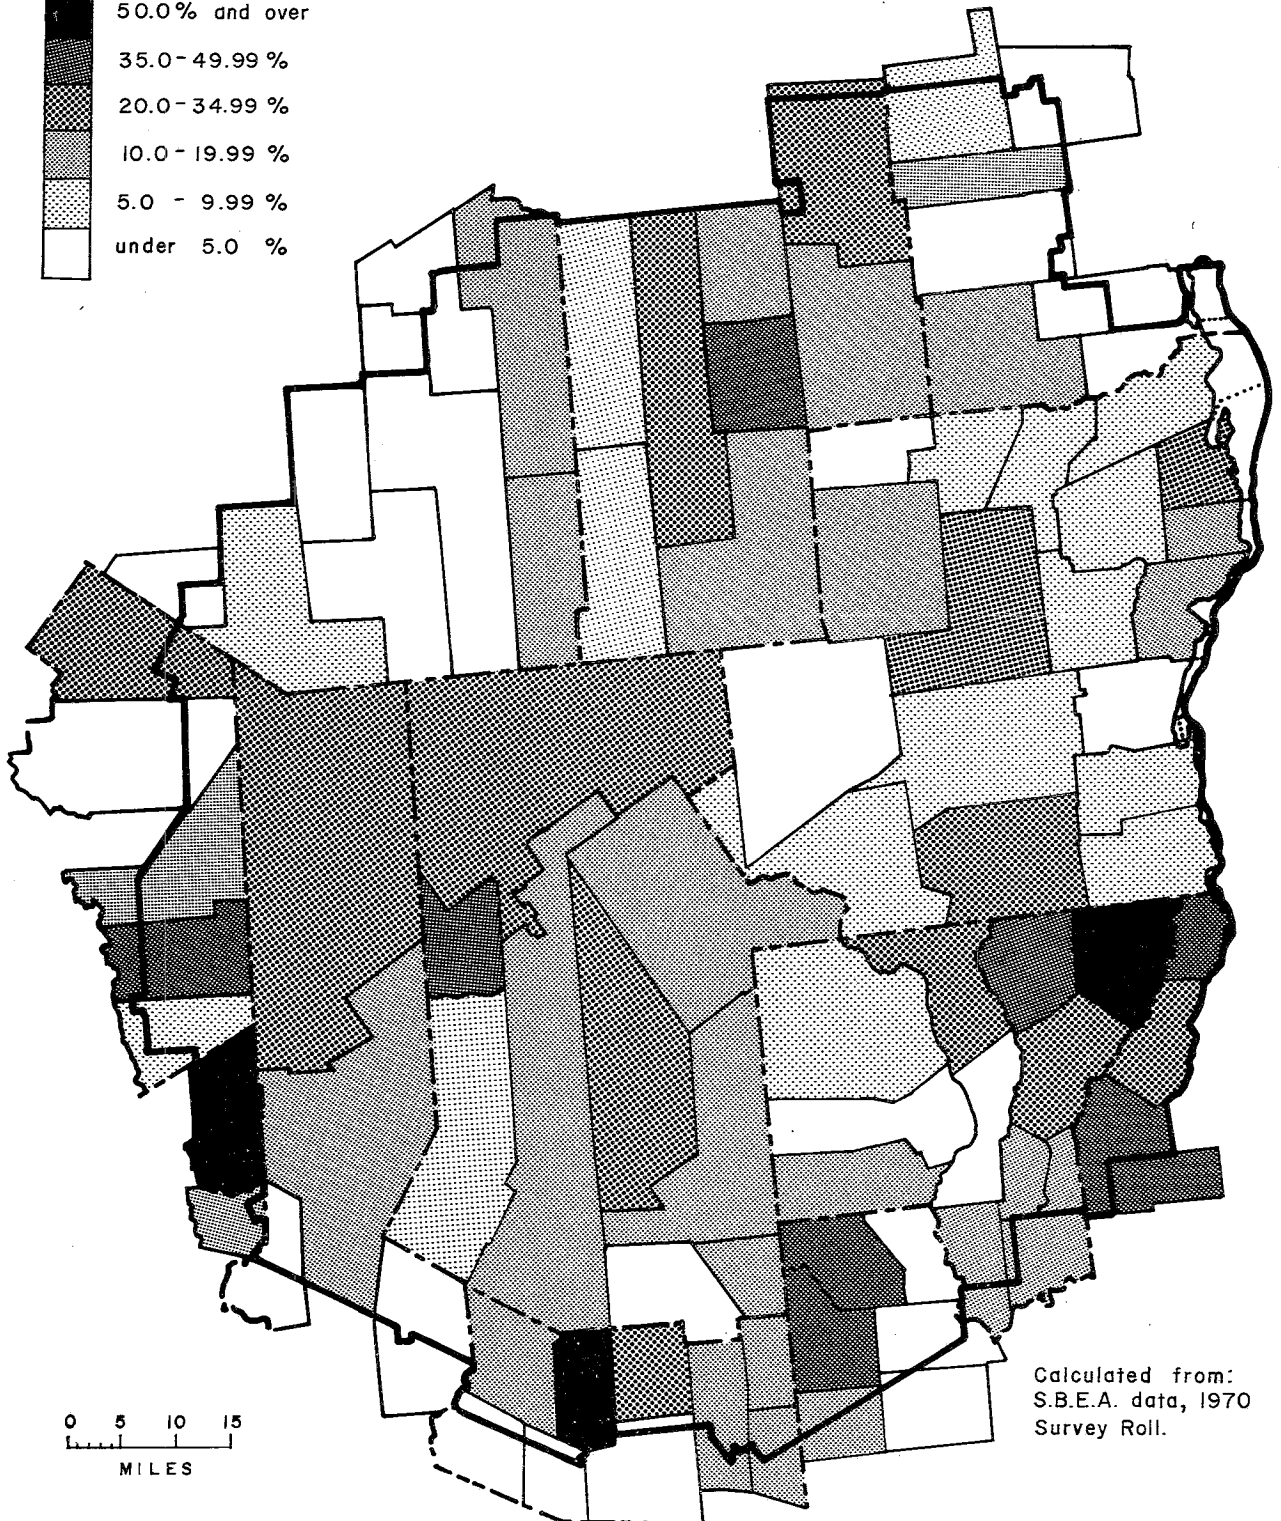 50.0% and over
35.0-49.99 %
20.0-34.99 %
10.0-19.99 %
5.0 - 9.99 %
under 5.0 %
0 5 10 15
MILES
Calculated from:
S.B.E.A. data, 1970
Survey Roll.